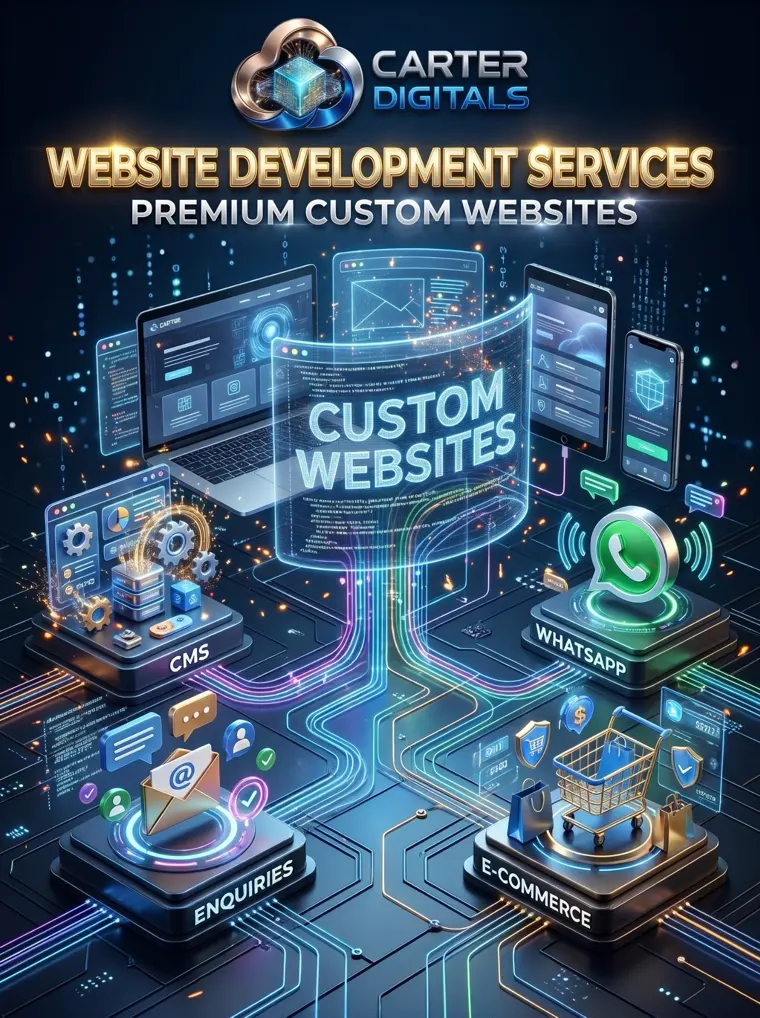 CARTER
DIGITALS
WEBSITE DEVELOPMENT SERVICES
PREMIUM CUSTOM WEBSITES
CUSTOM
WEBSITES
CMS
WHATSAPP
ENQUIRIES
E-COMMERCE